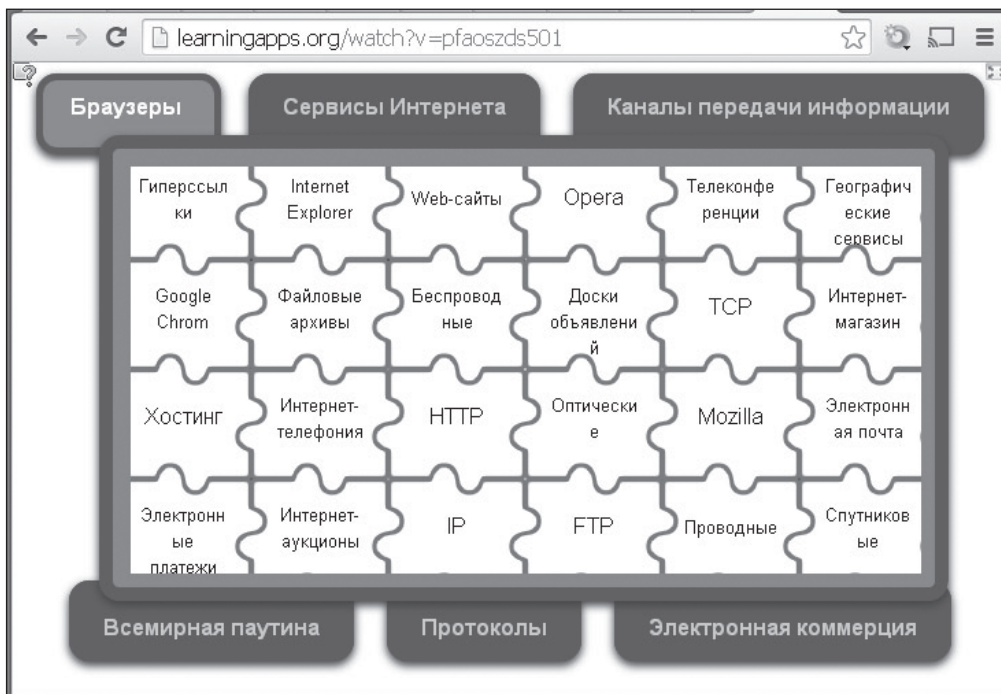 learningapps.org/watch?v=pfaoszds501
Браузеры
Сервисы Интернета
Каналы передачи информации
Гиперссыл
ки
Internet
Explorer
Web-сайты
Opera
Телеконфе
ренции
Географич
еские
сервисы
Google
Chrom
Файловые
архивы
Беспровод
ные
Доски
объявлени
й
TCP
Интернет-
магазин
Хостинг
Интернет-
телефония
HTTP
Оптически
е
Mozilla
Электронн
ая почта
Электронн
ые
платежи
Интернет-
аукционы
IP
FTP
Проводные
Спутников
ые
Всемирная паутина
Протоколы
Электронная коммерция